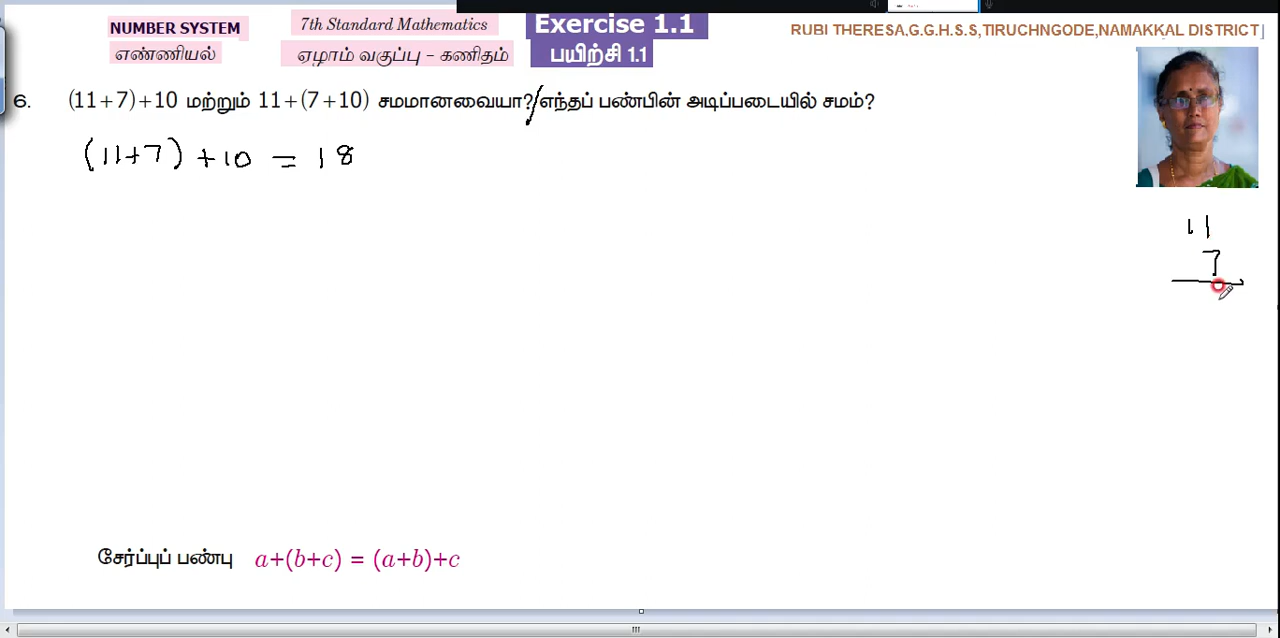 NUMBER SYSTEM
எண்ணியல்
7th Standard Mathematics
ஏழாம் வகுப்பு – கணிதம்
Exercise 1.1
பயிற்சி 1.1
RUBI THERESA,G.G.H.S.S,TIRUCHNGODE,NAMAKKAL DISTRICT
6. (11+7)+10 மற்றும் 11+(7+10) சமமானவையா? எந்தப் பண்பின் அடிப்படையில் சமம்?
(11+7) +10 = 18
11
7
சேர்ப்புப் பண்பு a+(b+c) = (a+b)+c